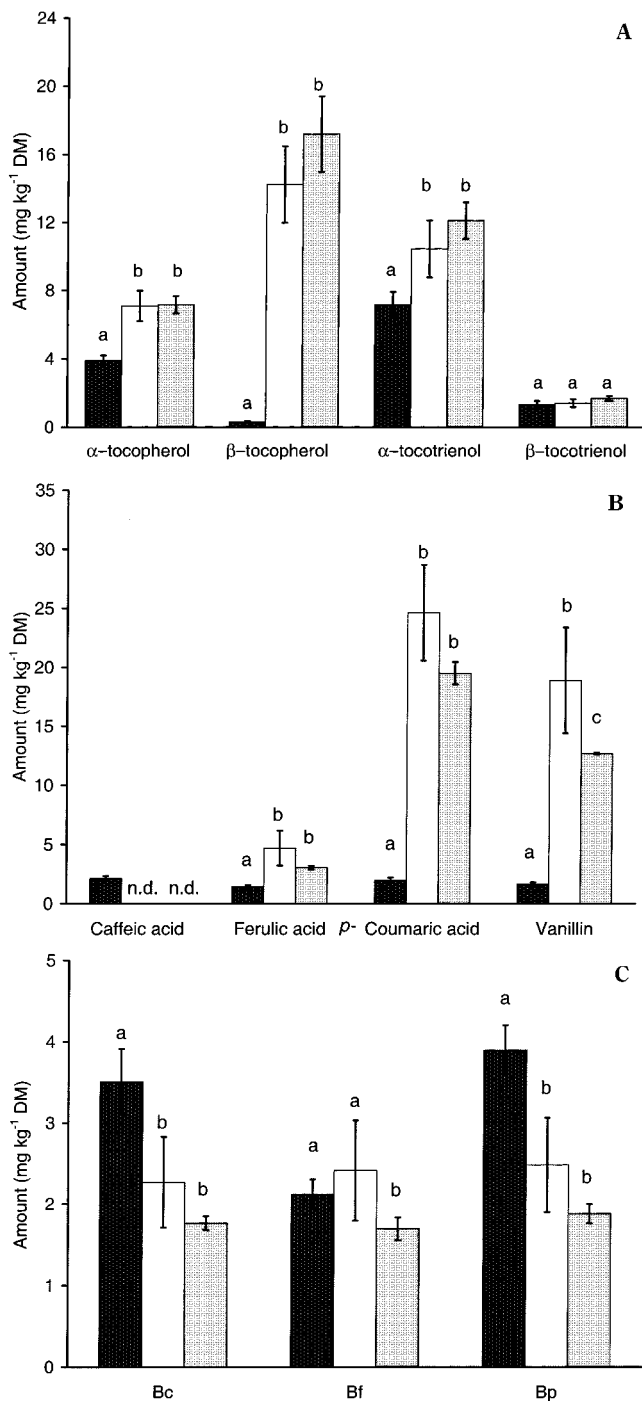 A
24
20
16
12
8
4
0
Amount (mg kg⁻¹ DM)
a b b
a b b
a b b
a a a
α–tocopherol β–tocopherol α–tocotrienol β–tocotrienol
B
35
30
25
20
15
10
5
0
Amount (mg kg⁻¹ DM)
n.d. n.d.
a b b
a b b
a b c
Caffeic acid Ferulic acid p- Coumaric acid Vanillin
C
5
4
3
2
1
0
Amount (mg kg⁻¹ DM)
a b b
a a b
a b b
Bc Bf Bp